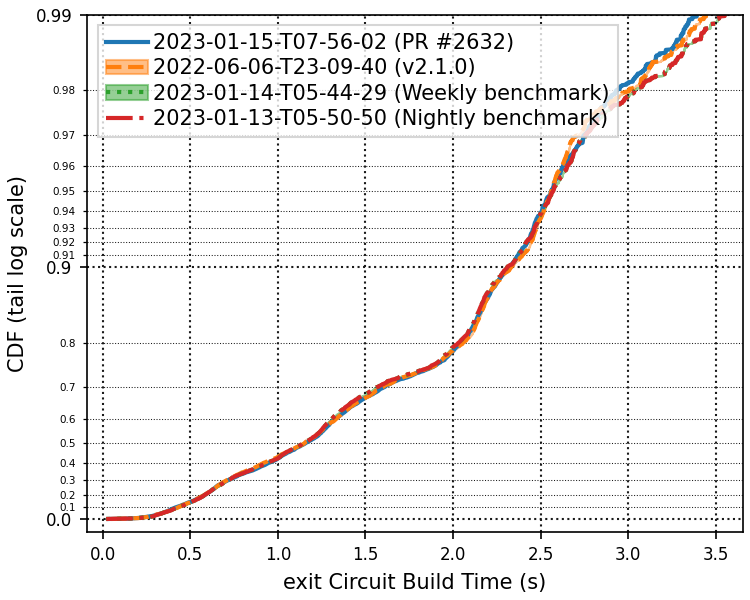 0.99
2023-01-15-T07-56-02 (PR #2632)
2022-06-06-T23-09-40 (v2.1.0)
2023-01-14-T05-44-29 (Weekly benchmark)
2023-01-13-T05-50-50 (Nightly benchmark)
0.98
0.97
0.96
0.95
0.94
0.93
0.92
0.91
0.9
0.8
0.7
0.6
0.5
0.4
0.3
0.2
0.1
0.0
CDF (tail log scale)
0.0 0.5 1.0 1.5 2.0 2.5 3.0 3.5
exit Circuit Build Time (s)